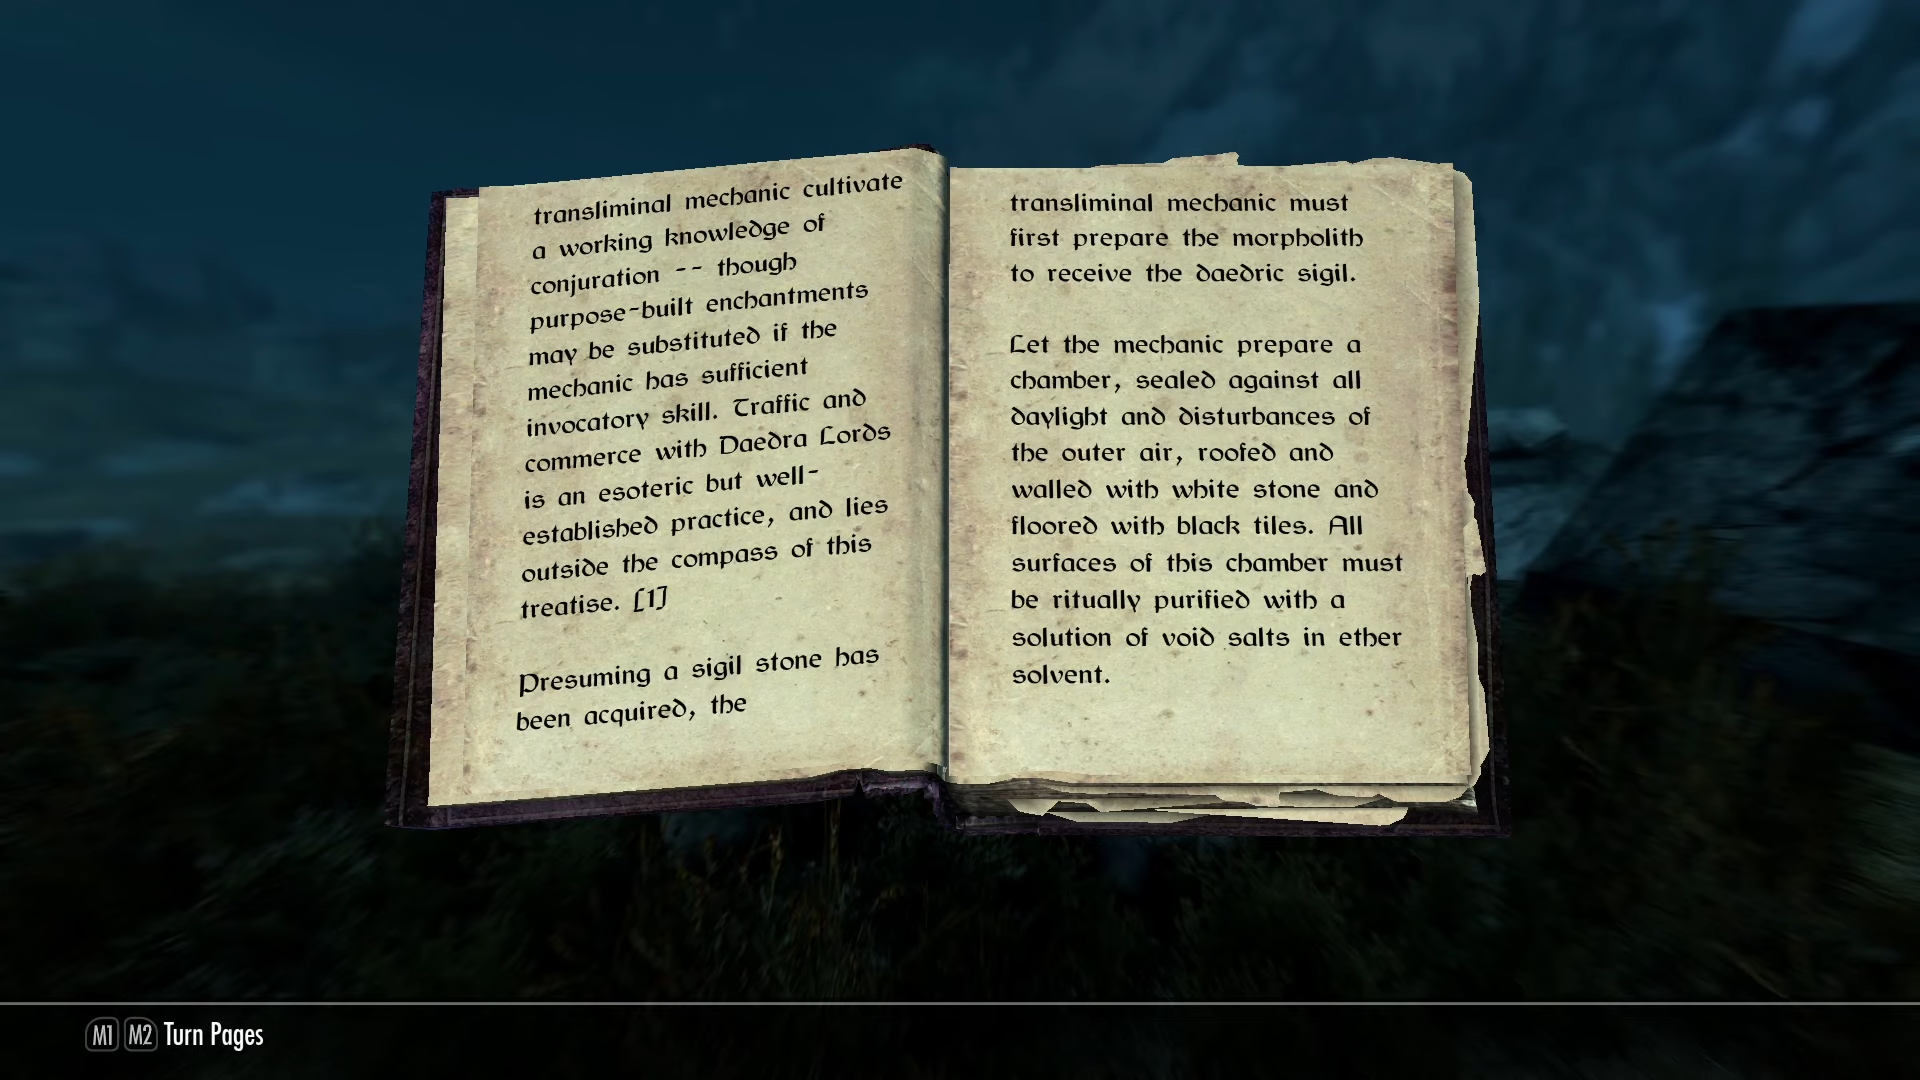 transliminal mechanic cultivate
a working knowledge of
conjuration -- though
purpose-built enchantments
may be substituted if the
mechanic has sufficient
invocatory skill. Traffic and
commerce with Daedra Lords
is an esoteric but well-
established practice, and lies
outside the compass of this
treatise. [1]
Presuming a sigil stone has
been acquired, the
transliminal mechanic must
first prepare the morpholith
to receive the daedric sigil.
Let the mechanic prepare a
chamber, sealed against all
daylight and disturbances of
the outer air, roofed and
walled with white stone and
floored with black tiles. All
surfaces of this chamber must
be ritually purified with a
solution of void salts in ether
solvent.
M1 M2 Turn Pages